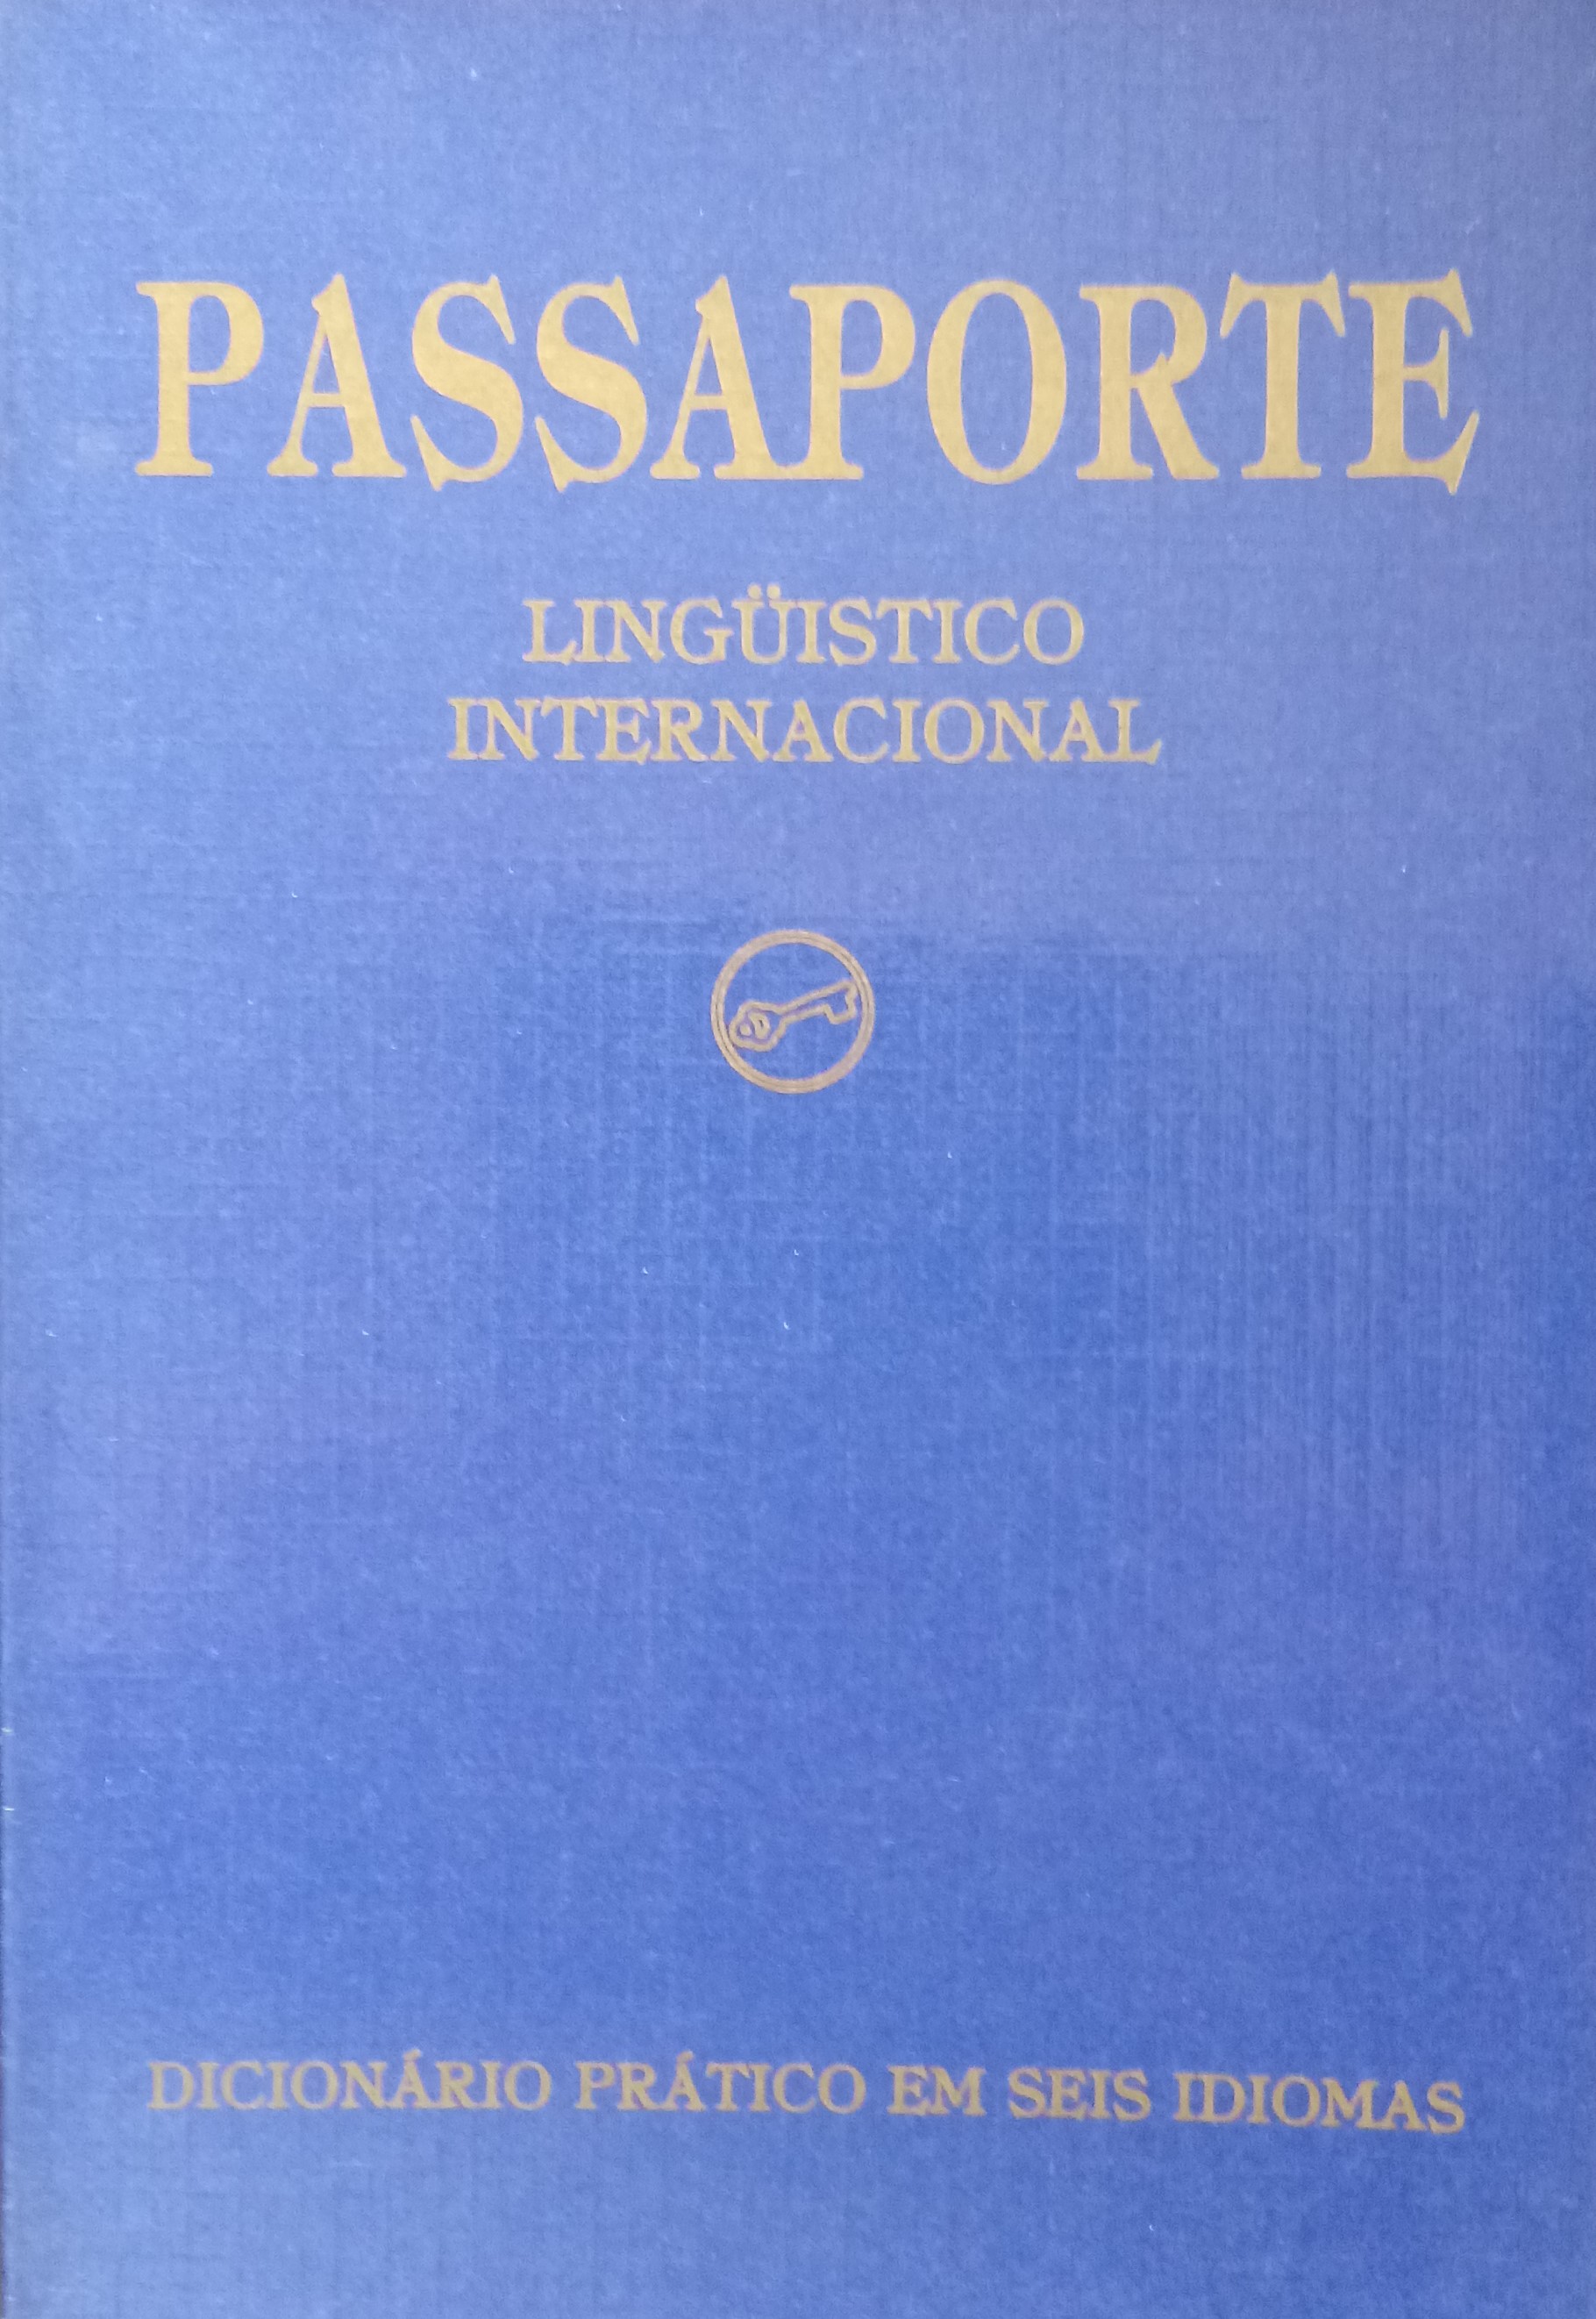 PASSAPORTE
LINGÜISTICO
INTERNACIONAL
DICIONÁRIO PRÁTICO EM SEIS IDIOMAS